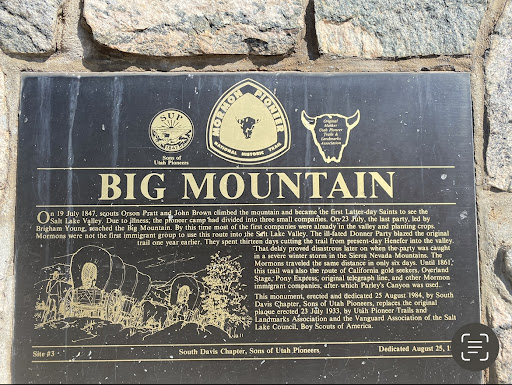 MORMON PIONEER
NATIONAL HISTORIC TRAIL
Sons of
Utah Pioneers
Original
Marker
Utah Pioneer
Trails &
Landmarks
Association
BIG MOUNTAIN
On 19 July 1847, scouts Orson Pratt and John Brown climbed the mountain and became the first Latter-day Saints to see the
Salt Lake Valley. Due to illness, the pioneer camp had divided into three small companies. On 23 July, the last party, led by
Brigham Young, reached the Big Mountain. By this time most of the first companies were already in the valley and planting crops.
Mormons were not the first immigrant group to use this route into the Salt Lake Valley. The ill-fated Donner Party blazed the original
trail one year earlier. They spent thirteen days cutting the trail from present-day Henefer into the valley.
That delay proved disastrous later on when the party was caught
in a severe winter storm in the Sierra Nevada Mountains. The
Mormons traveled the same distance in only six days. Until 1861,
this trail was also the route of California gold seekers, Overland
Stage, Pony Express, original telegraph line, and other Mormon
immigrant companies, after which Parley's Canyon was used.
This monument, erected and dedicated 25 August 1984, by South
Davis Chapter, Sons of Utah Pioneers, replaces the original
plaque erected 23 July 1933, by Utah Pioneer Trails and
Landmarks Association and the Vanguard Association of the Salt
Lake Council, Boy Scouts of America.
Site #3 South Davis Chapter, Sons of Utah Pioneers, Dedicated August 25, 1